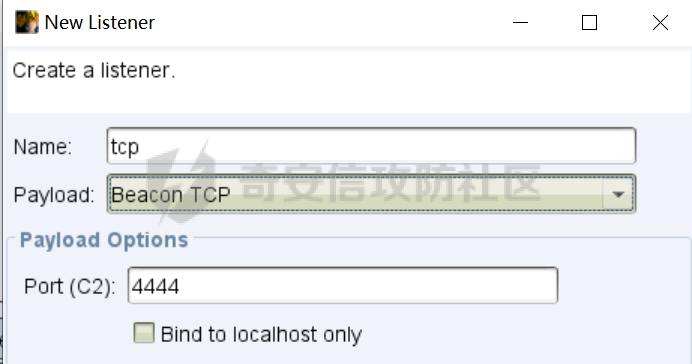 New Listener
Create a listener.
Name: tcp
奇安信攻防社区
Payload: Beacon TCP
Payload Options
Port (C2): 4444
Bind to localhost only